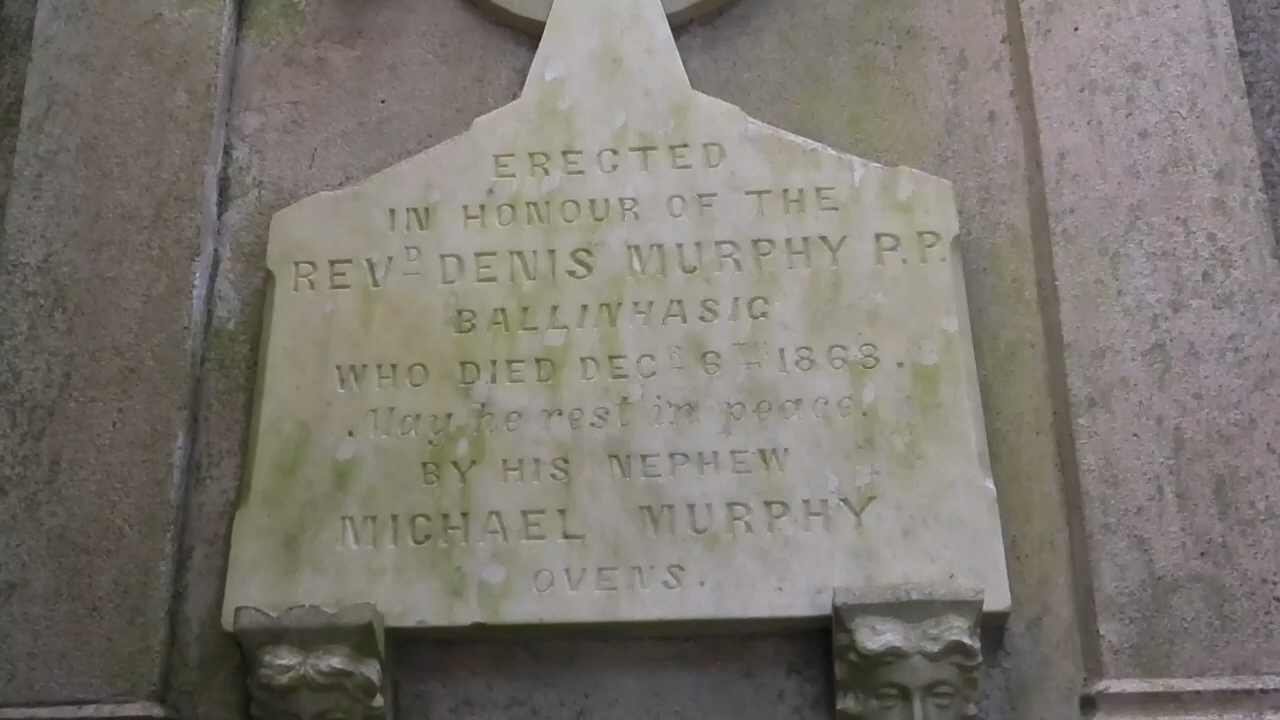 ERECTED
IN HONOUR OF THE
REVD DENIS MURPHY P.P.
BALLINHASIG
WHO DIED DECR 6TH 1868.
May he rest in peace.
BY HIS NEPHEW
MICHAEL MURPHY
OVENS.